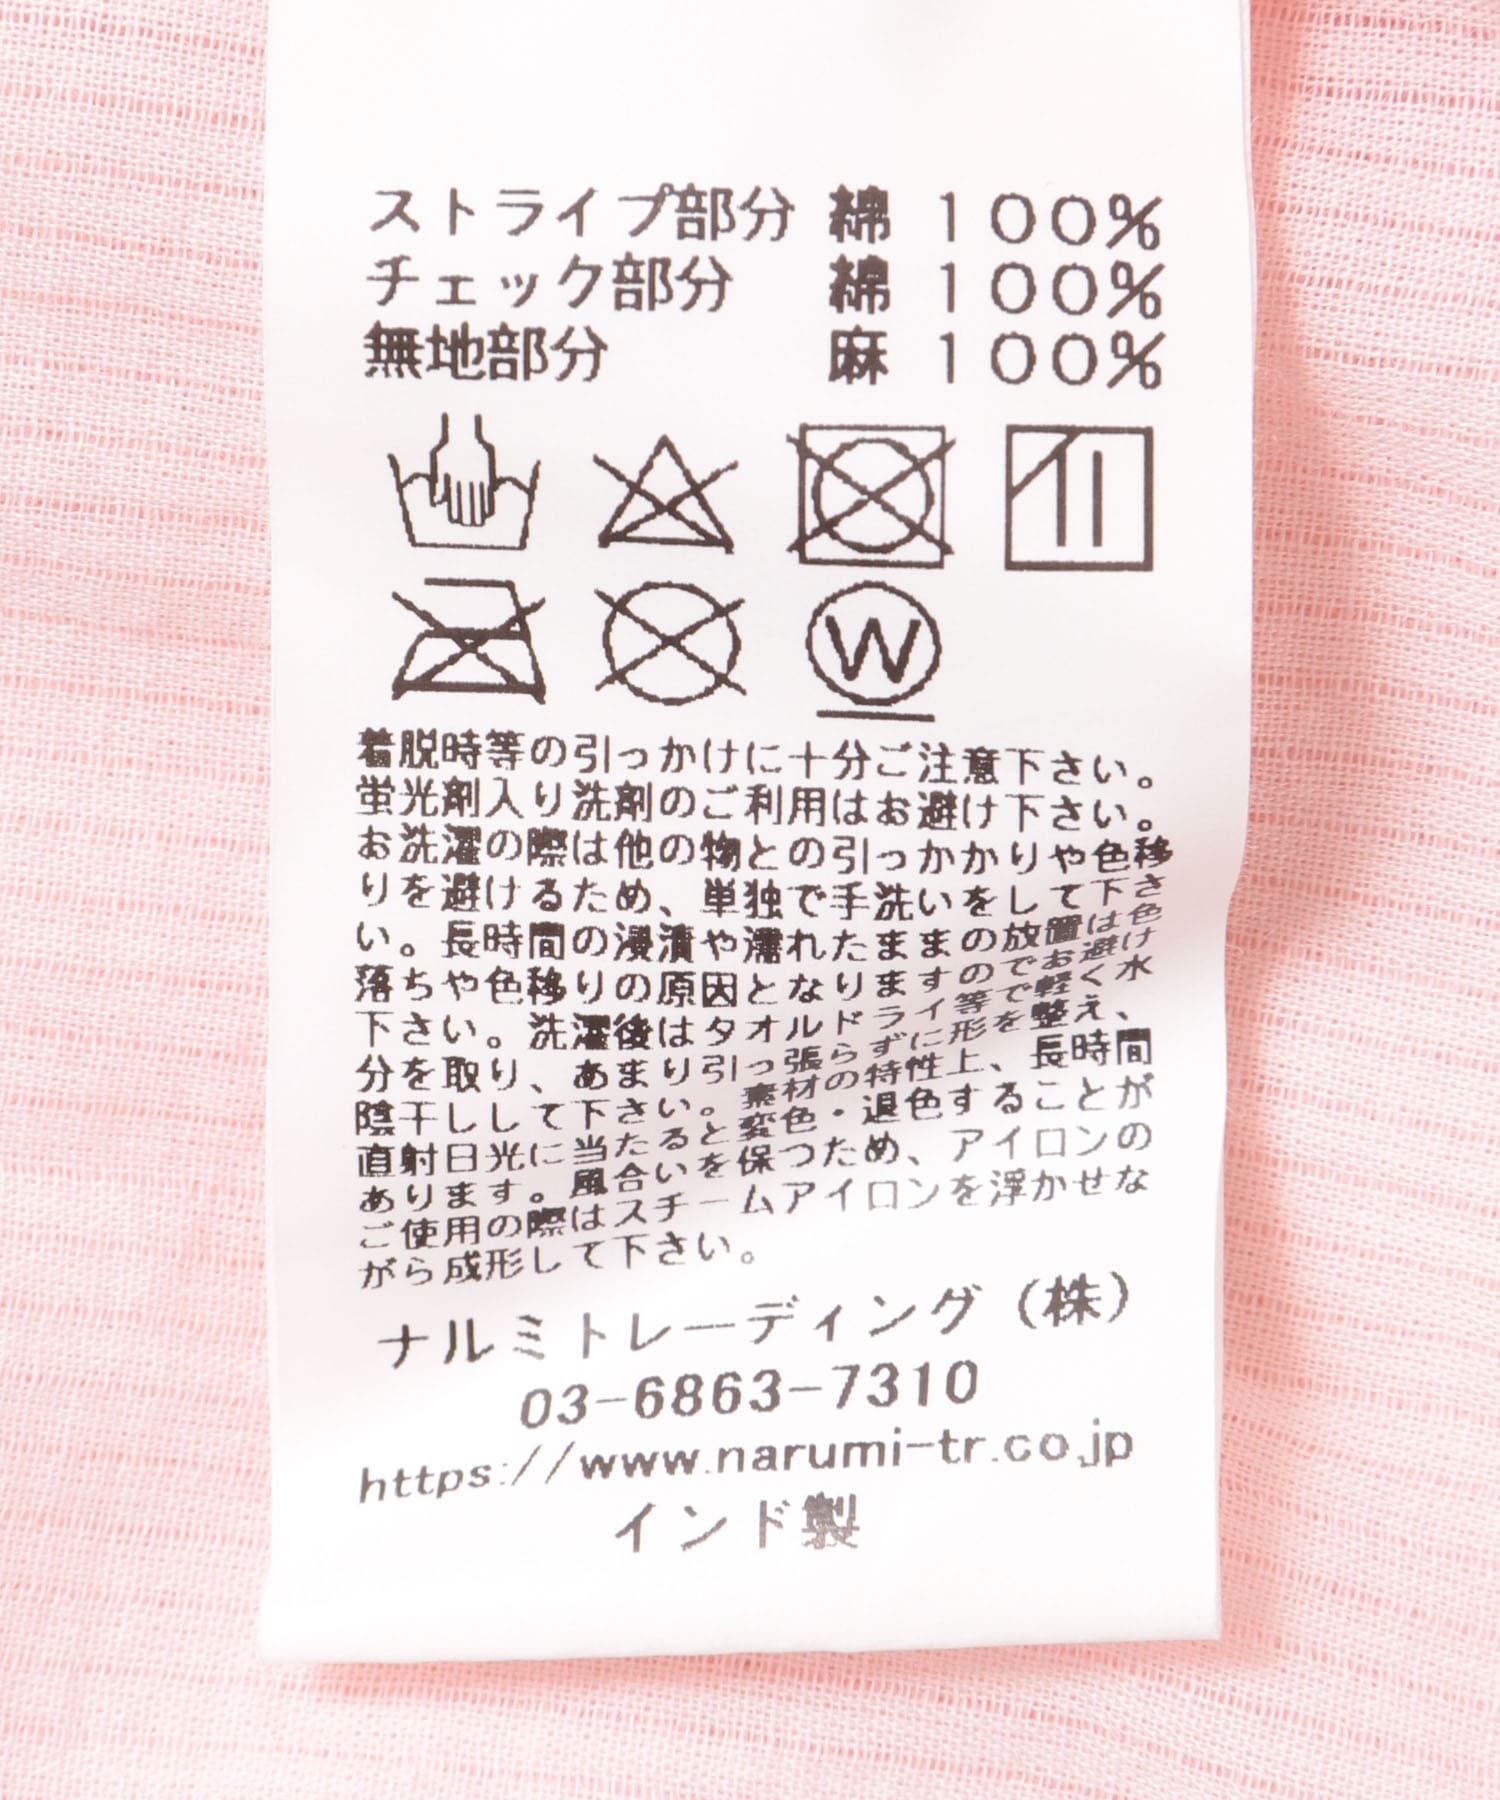 ストライプ部分 綿 100%
チェック部分 綿 100%
無地部分 麻 100%
W
着脱時等の引っかけに十分ご注意下さい。
蛍光剤入り洗剤のご利用はお避け下さい。
お洗濯の際は他の物との引っかかりや色移
りを避けるため、単独で手洗いをして下さ
い。長時間の浸漬や濡れたままの放置は色
落ちや色移りの原因となりますのでお避け
下さい。洗濯後はタオルドライ等で軽く水
分を取り、あまり引っ張らずに形を整え、
陰干しして下さい。素材の特性上、長時間
直射日光に当たると変色・退色することが
あります。風合いを保つため、アイロンの
ご使用の際はスチームアイロンを浮かせな
がら成形して下さい。
ナルミトレーディング(株)
03-6863-7310
https://www.narumi-tr.co.jp
インド製